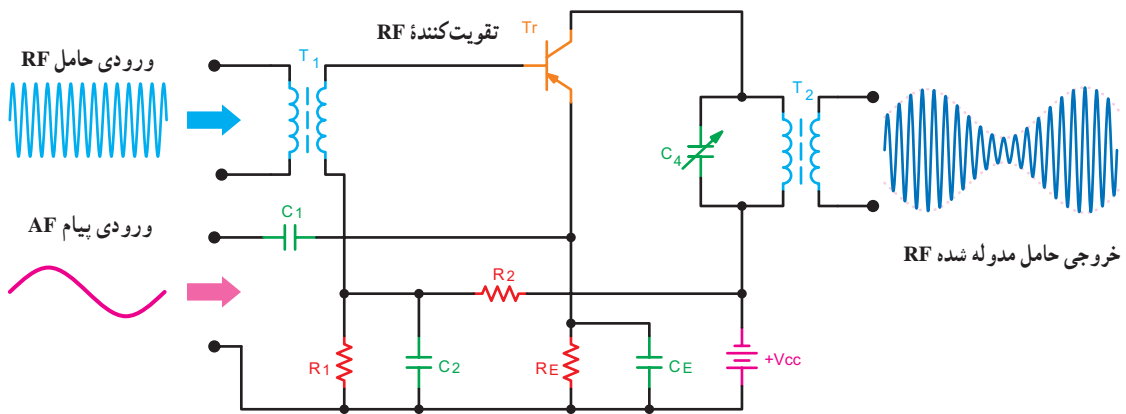 تقویت‌کنندهٔ RF
Tr
ورودی حامل RF
T1
T2
C4
C1
ورودی پیام AF
خروجی حامل مدوله شده RF
R2
R1
C2
RE
CE
+Vcc